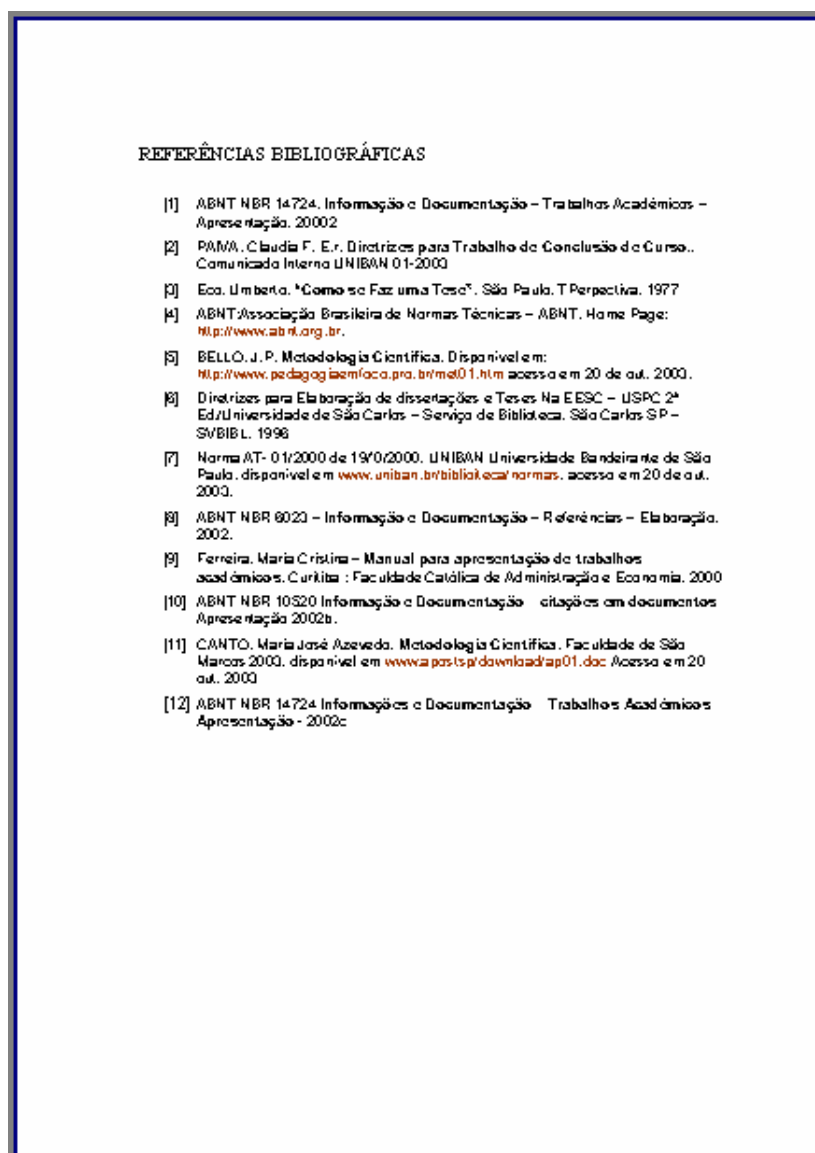 REFERÊNCIAS BIBLIOGRÁFICAS
[1] ABNT NBR 14724. Informação e Documentação – Trabalhos Acadêmicos –
Apresentação. 20002
[2] PAIVA. Claudia F. E.r. Diretrizes para Trabalho de Conclusão de Curso..
Comunicado Interno UNIBAN 01-2003
[3] Eco. Umberto. "Como se Faz uma Tese". São Paulo. T Perpectiva. 1977
[4] ABNT:Associação Brasileira de Normas Técnicas – ABNT. Home Page:
http://www.abnt.org.br.
[5] BELLO. J.P. Metodologia Científica. Disponível em:
http://www.pedagogiaemfoco.pro.br/met01.htm acesso em 20 de out. 2003.
[6] Diretrizes para Elaboração de dissertações e Teses Na EESC – USPC 2ª
Ed./Universidade de São Carlos – Serviço de Biblioteca. São Carlos SP –
SVBIBL. 1996
[7] Norma AT- 01/2000 de 19/0/2000. UNIBAN Universidade Bandeirante de São
Paulo. disponível em www.uniban.br/biblioteca/normas. acesso em 20 de out.
2003.
[8] ABNT NBR 6023 – Informação e Documentação – Referências – Elaboração.
2002.
[9] Ferreira. Maria Cristina – Manual para apresentação de trabalhos
acadêmicos. Curitiba : Faculdade Católica de Administração e Economia. 2000
[10] ABNT NBR 10520 Informação e Documentação citações em documentos
Apresentação 2002b.
[11] CANTO. Maria José Azevedo. Metodologia Científica. Faculdade de São
Marcos 2003. disponível em www.apostsp/download/ap01.doc Acesso em 20
out. 2003
[12] ABNT NBR 14724 Informações e Documentação Trabalhos Acadêmicos
Apresentação - 2002c